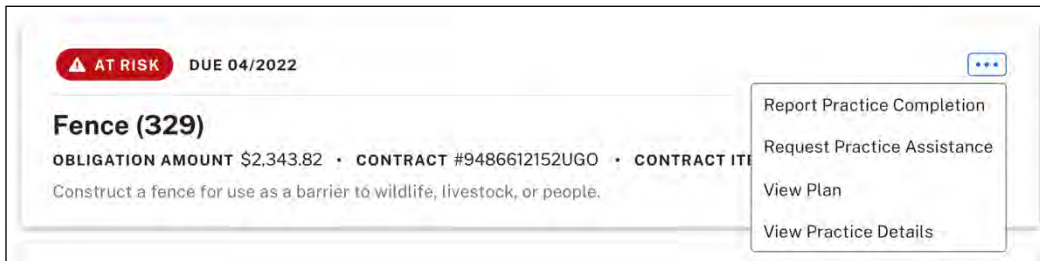 AT RISK DUE 04/2022
Fence (329)
OBLIGATION AMOUNT $2,343.82 • CONTRACT #9486612152UGO • CONTRACT
Construct a fence for use as a barrier to wildlife, livestock, or people.
Report Practice Completion
Request Practice Assistance
View Plan
View Practice Details